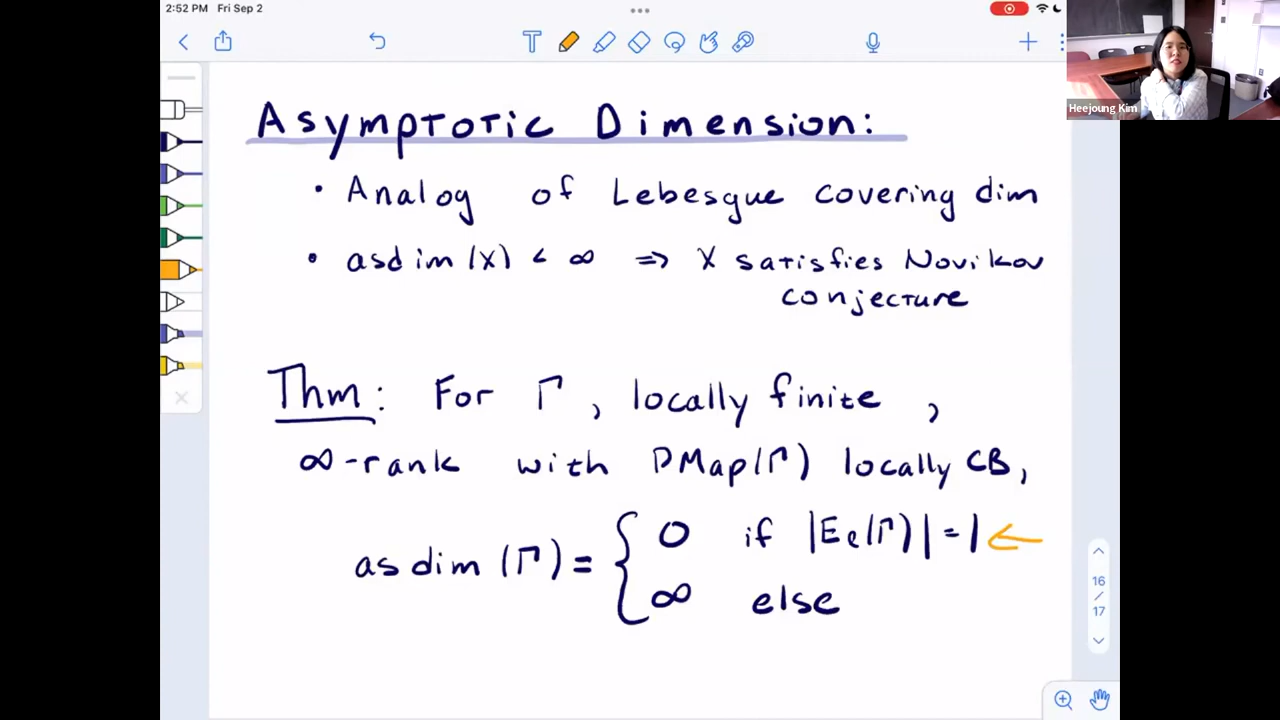 2:52 PM Fri Sep 2
Heejoung Kim
Asymptotic Dimension:
• Analog of Lebesgue covering dim
• asdim(X) < ∞ ⇒ X satisfies Novikov
conjecture
Thm: For Γ, locally finite,
∞-rank with PMap(Γ) locally CB,
asdim(Γ) = { 0 if |Eℓ(Γ)| = 1 ←
∞ else
16
/
17